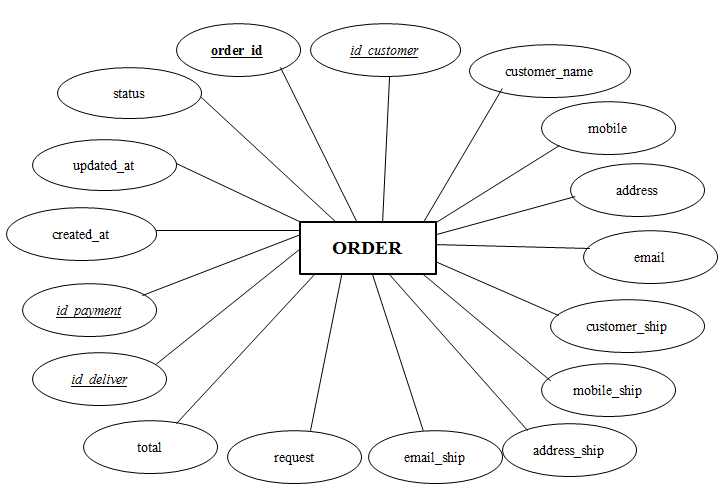 order_id
id_customer
customer_name
status
mobile
updated_at
address
created_at
ORDER
email
id_payment
customer_ship
id_deliver
mobile_ship
total
request
email_ship
address_ship